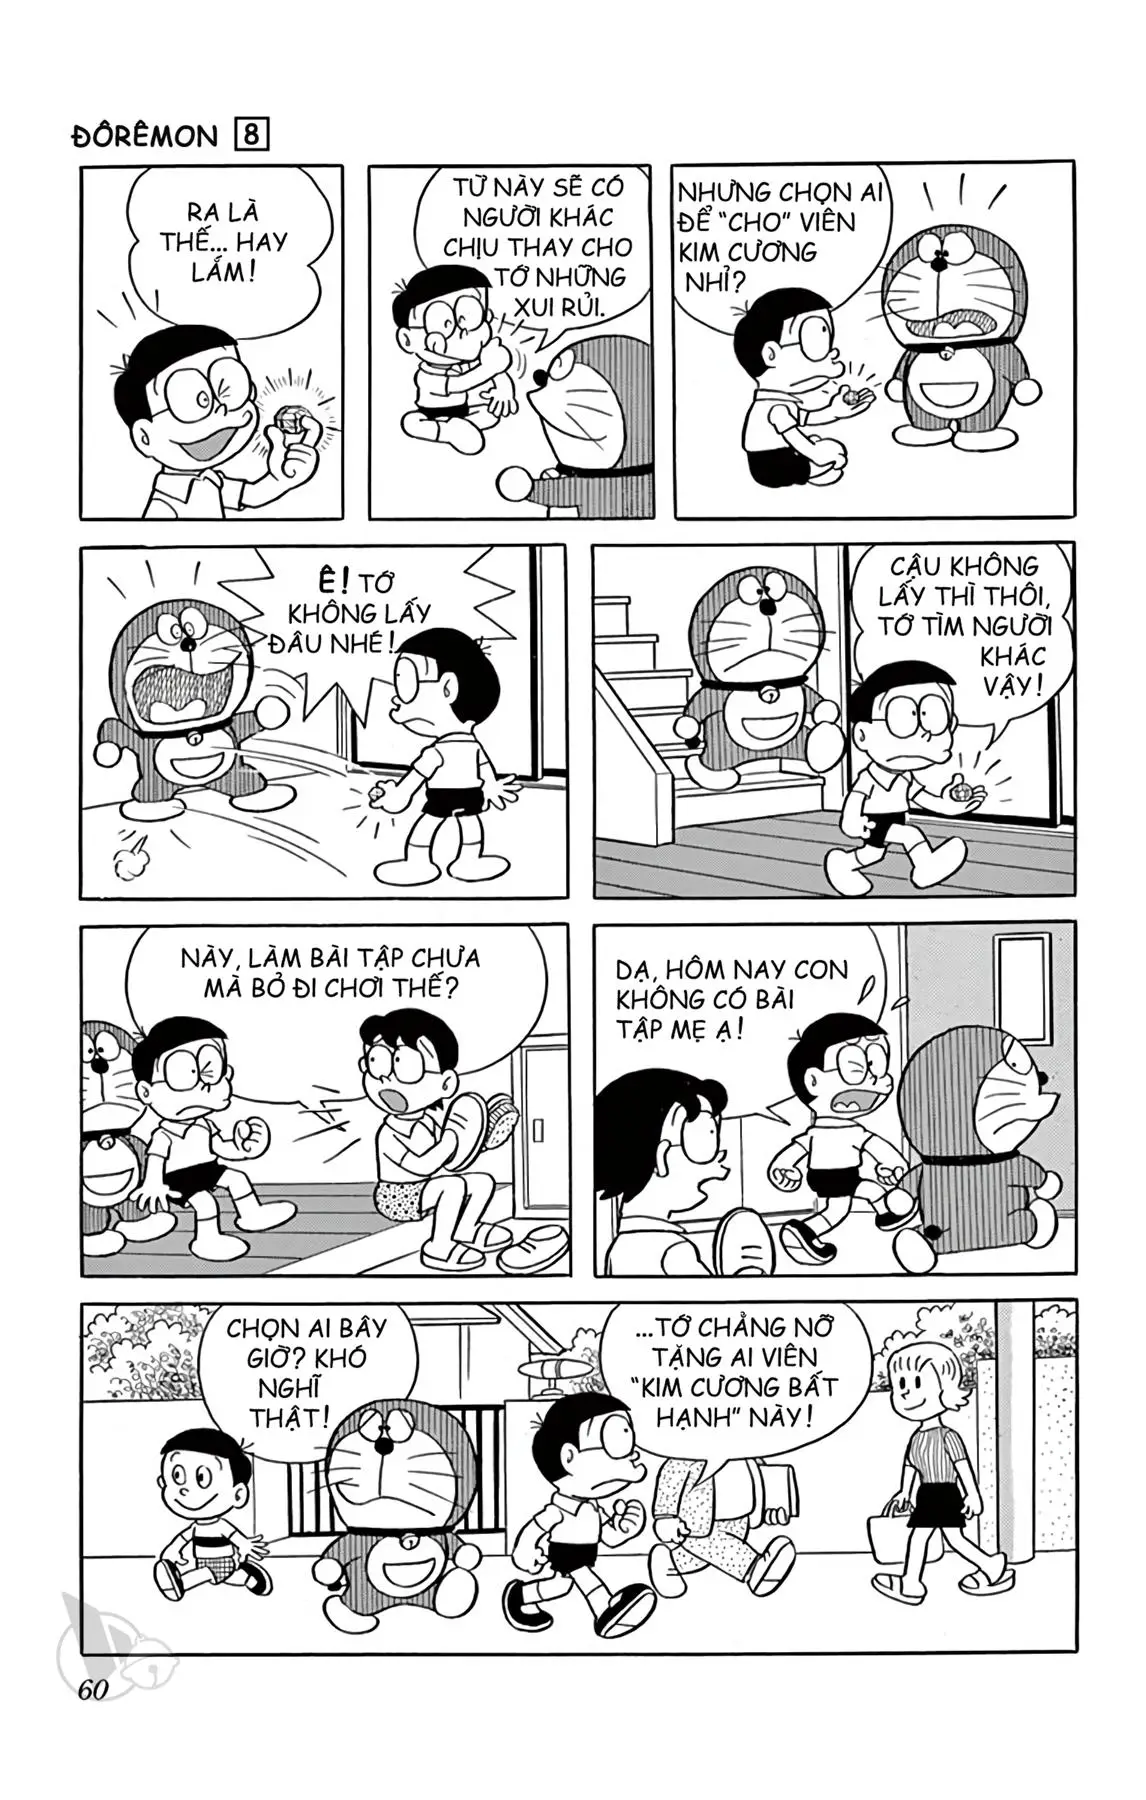 ĐÔRÊMON 8
RA LÀ
THẾ... HAY
LẮM!
TỪ NÀY SẼ CÓ
NGƯỜI KHÁC
CHỊU THAY CHO
TỚ NHỮNG
XUI RỦI.
NHƯNG CHỌN AI
ĐỂ “CHO” VIÊN
KIM CƯƠNG
NHỈ?
Ê! TỚ
KHÔNG LẤY
ĐÂU NHÉ!
CẬU KHÔNG
LẤY THÌ THÔI,
TỚ TÌM NGƯỜI
KHÁC
VẬY!
NÀY, LÀM BÀI TẬP CHƯA
MÀ BỎ ĐI CHƠI THẾ?
DẠ, HÔM NAY CON
KHÔNG CÓ BÀI
TẬP MẸ Ạ!
CHỌN AI BÂY
GIỜ? KHÓ
NGHĨ
THẬT!
...TỚ CHẲNG NỠ
TẶNG AI VIÊN
“KIM CƯƠNG BẤT
HẠNH” NÀY!
60